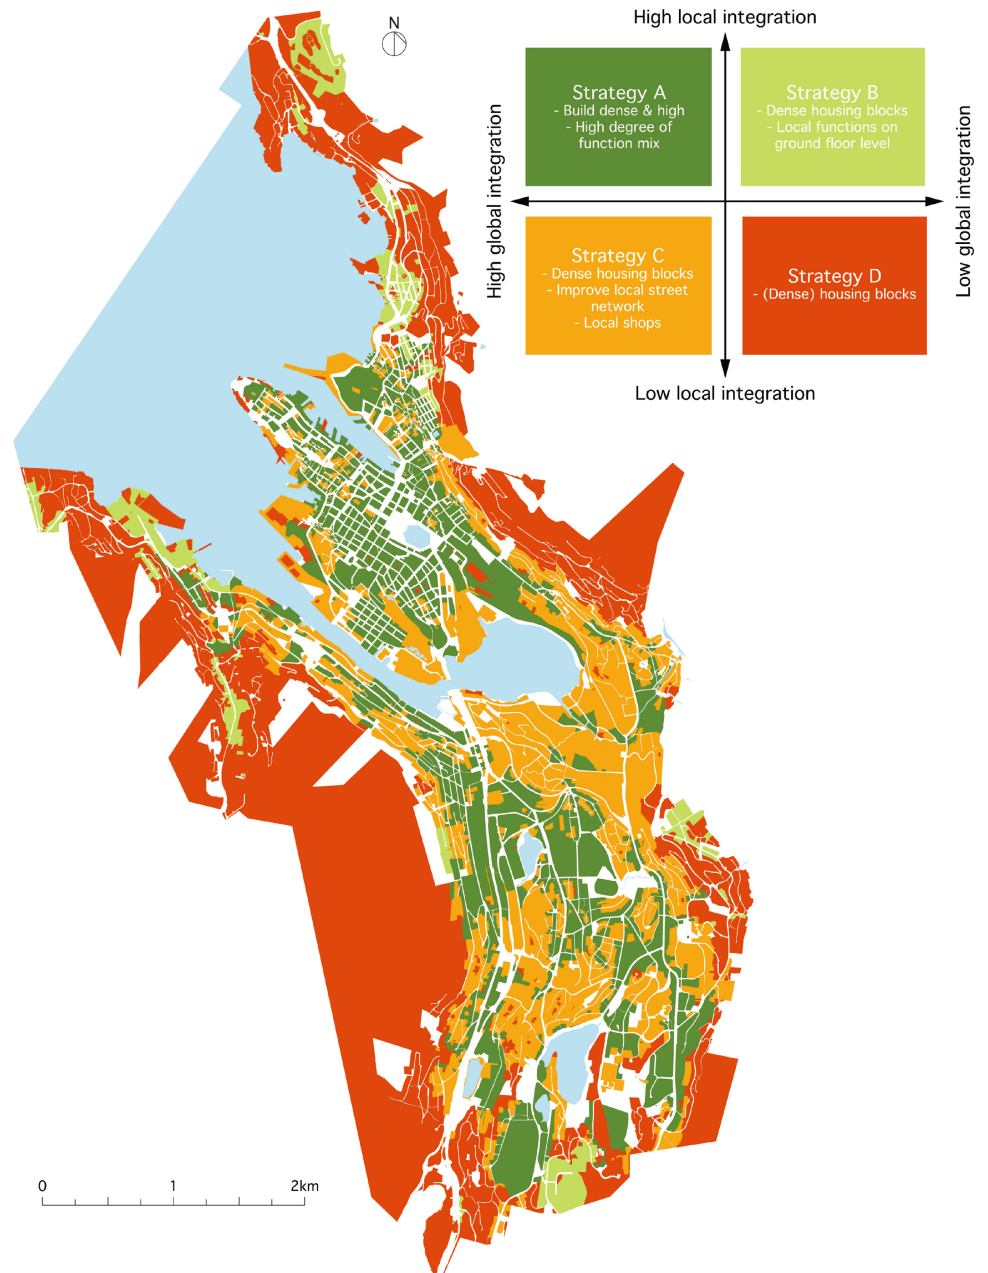 High local integration
N
Strategy A
- Build dense & high
- High degree of
function mix
Strategy B
- Dense housing blocks
- Local functions on
ground floor level
High global integration
Low global integration
Strategy C
- Dense housing blocks
- Improve local street
network
- Local shops
Strategy D
- (Dense) housing blocks
Low local integration
0 1 2km